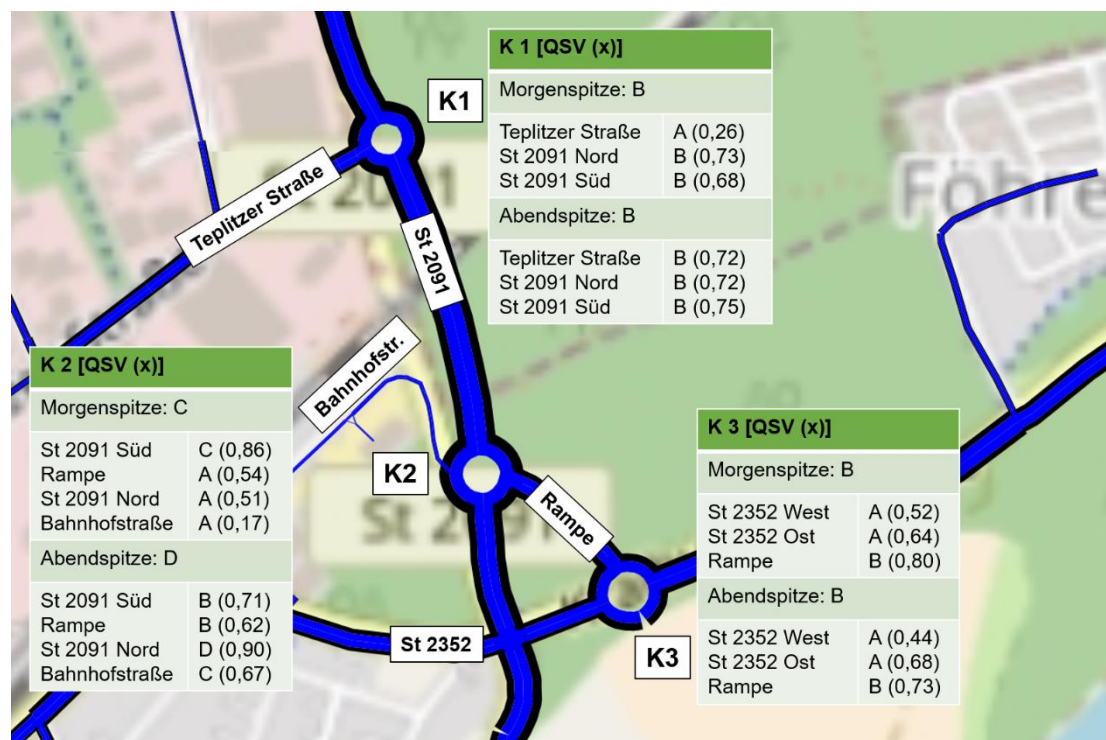 K1
K 1 [QSV (x)]
Morgenspitze: B
Teplitzer Straße A (0,26)
St 2091 Nord B (0,73)
St 2091 Süd B (0,68)
Abendspitze: B
Teplitzer Straße B (0,72)
St 2091 Nord B (0,72)
St 2091 Süd B (0,75)
Teplitzer Straße
St 2091
St 2091
Föhre
K 2 [QSV (x)]
Morgenspitze: C
St 2091 Süd C (0,86)
Rampe A (0,54)
St 2091 Nord A (0,51)
Bahnhofstraße A (0,17)
Abendspitze: D
St 2091 Süd B (0,71)
Rampe B (0,62)
St 2091 Nord D (0,90)
Bahnhofstraße C (0,67)
Bahnhofstr.
K2
St 2091
Rampe
St 2352
K3
K 3 [QSV (x)]
Morgenspitze: B
St 2352 West A (0,52)
St 2352 Ost A (0,64)
Rampe B (0,80)
Abendspitze: B
St 2352 West A (0,44)
St 2352 Ost A (0,68)
Rampe B (0,73)